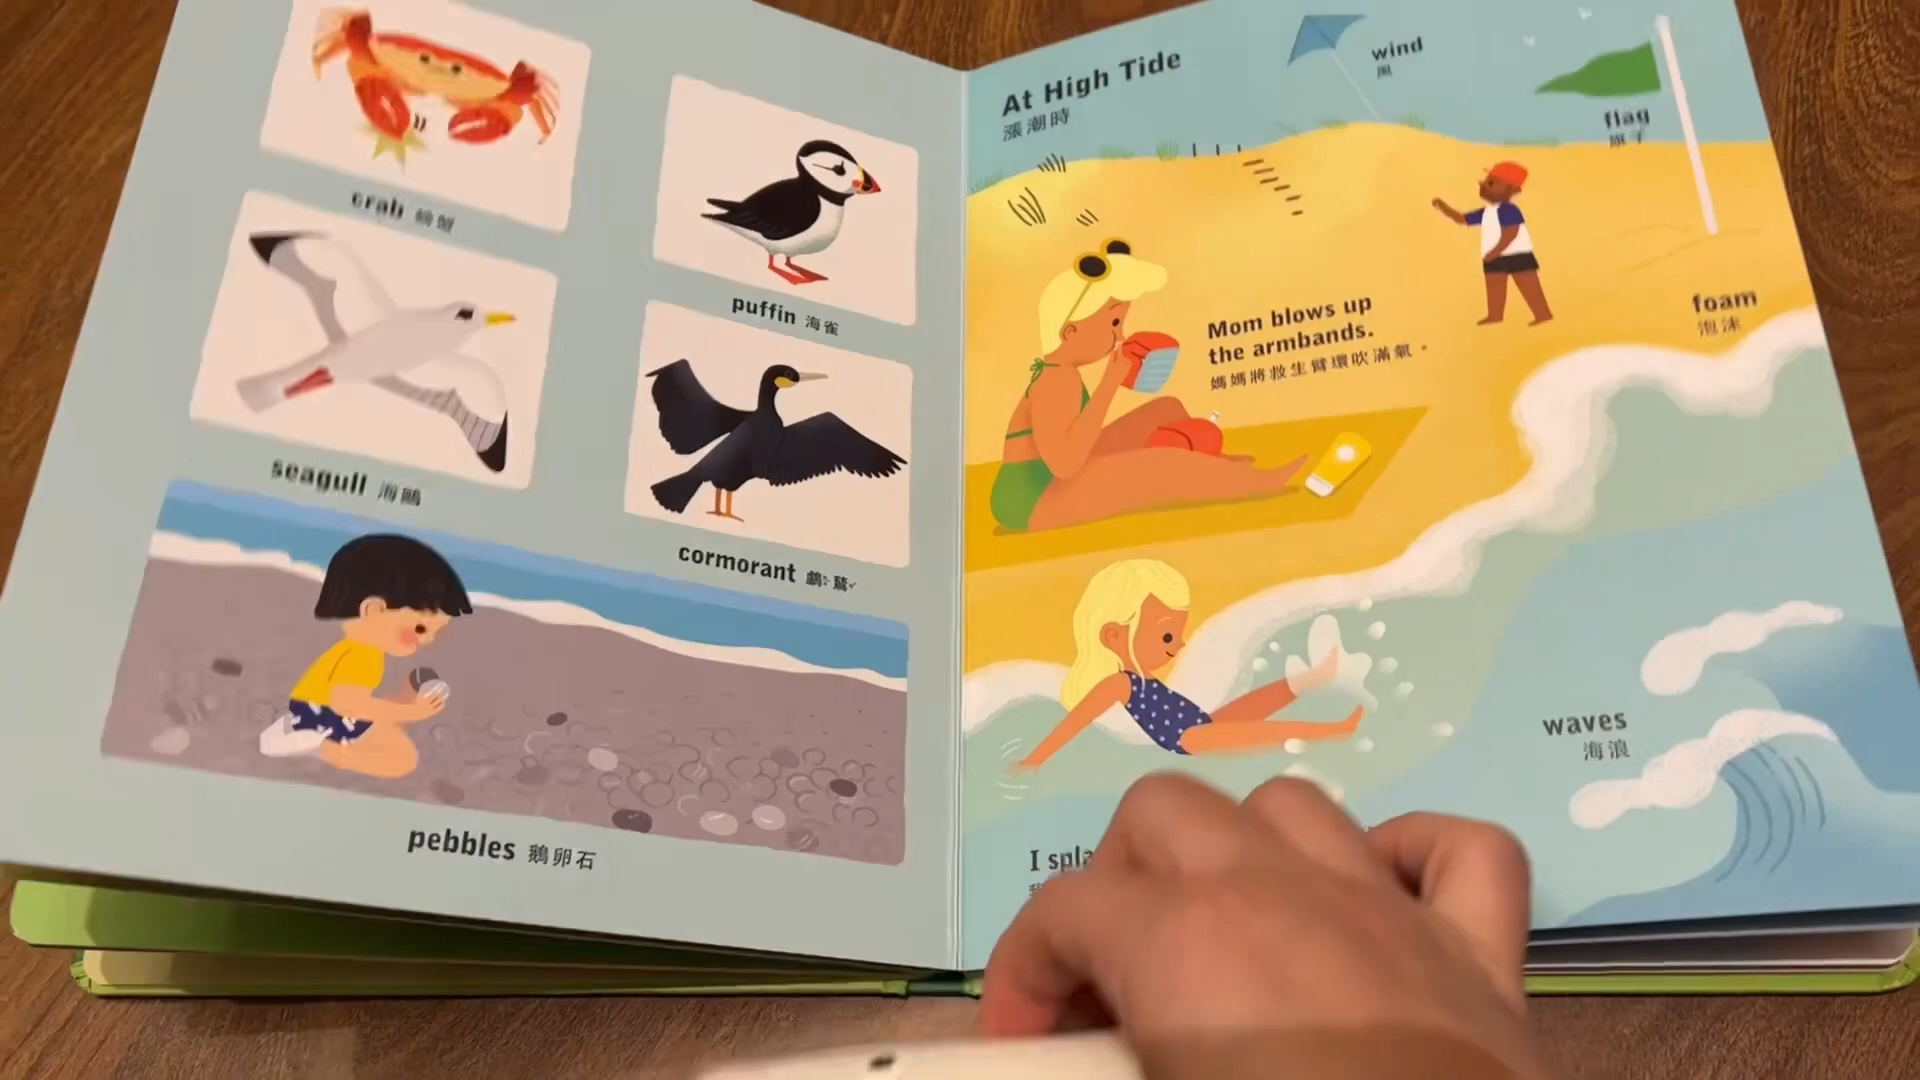 crab 螃蟹
puffin 海雀
seagull 海鷗
cormorant 鸕鶿
pebbles 鵝卵石
At High Tide
漲潮時
wind
風
flag
旗子
Mom blows up
the armbands.
媽媽將救生臂環吹滿氣。
foam
泡沫
waves
海浪
I